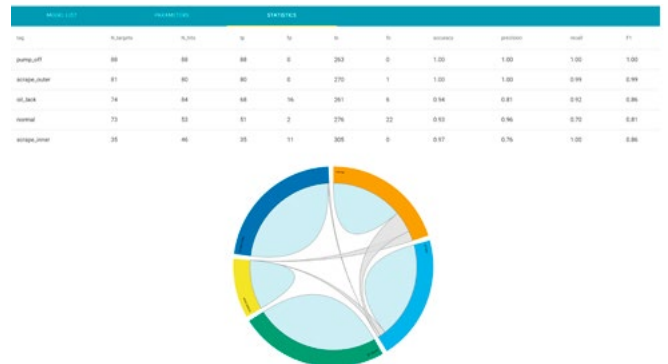 MODEL LIST PARAMETERS STATISTICS
tag N_targets N_hits tp fp tn fn accuracy precision recall F1
pump_off 88 88 88 0 263 0 1.00 1.00 1.00 1.00
scrape_outer 81 80 80 0 270 1 1.00 1.00 0.99 0.99
oil_lack 74 84 68 16 261 6 0.94 0.81 0.92 0.86
normal 73 53 51 2 276 22 0.93 0.96 0.70 0.81
scrape_inner 35 46 35 11 305 0 0.97 0.76 1.00 0.86